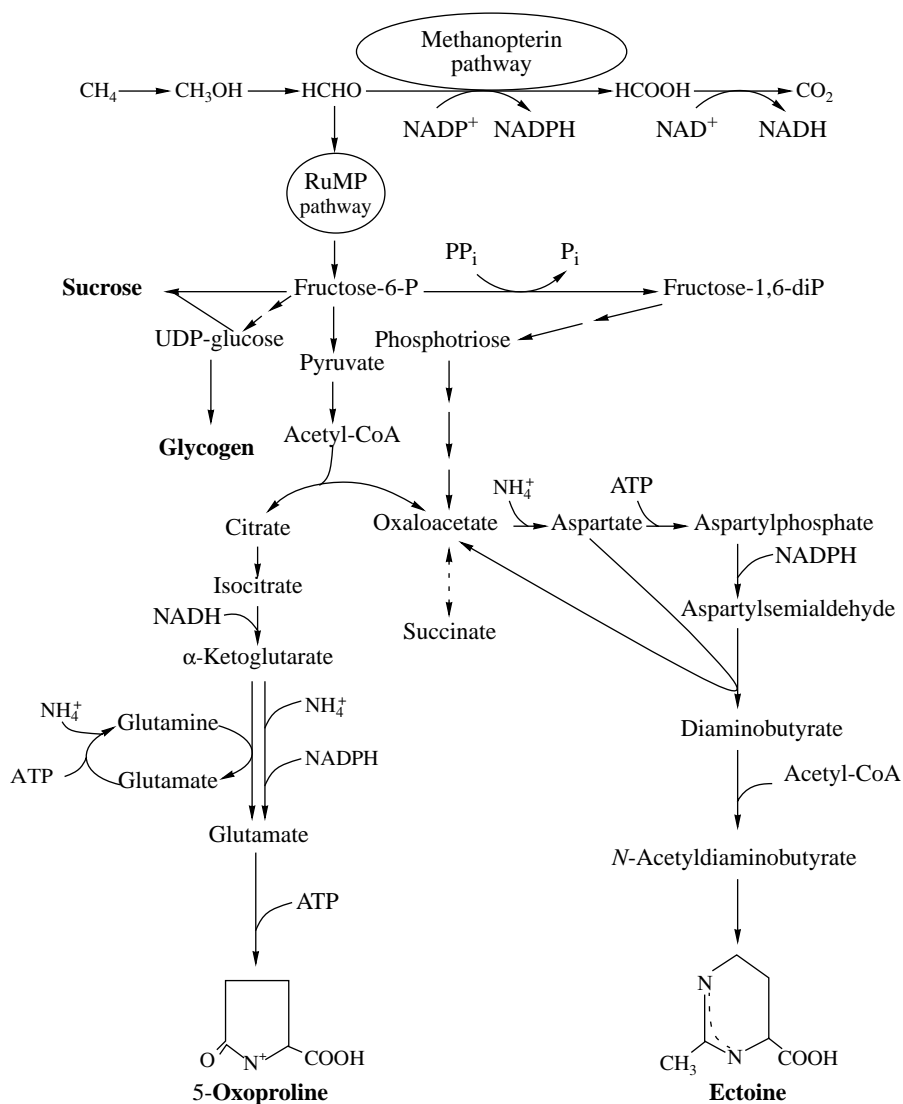 Methanopterin
pathway
CH₄ CH₃OH HCHO HCOOH CO₂
NADP⁺ NADPH NAD⁺ NADH
RuMP
pathway
PPᵢ Pᵢ
Sucrose Fructose-6-P Fructose-1,6-diP
UDP-glucose Phosphotriose
Pyruvate
Glycogen Acetyl-CoA
NH₄⁺ ATP
Citrate Oxaloacetate Aspartate Aspartylphosphate
NADPH
Isocitrate
NADH Succinate Aspartylsemialdehyde
α-Ketoglutarate
NH₄⁺ Glutamine NH₄⁺ Diaminobutyrate
ATP Glutamate NADPH Acetyl-CoA
Glutamate
N-Acetyldiaminobutyrate
ATP
N
O N⁺ COOH CH₃ N COOH
5-Oxoproline Ectoine